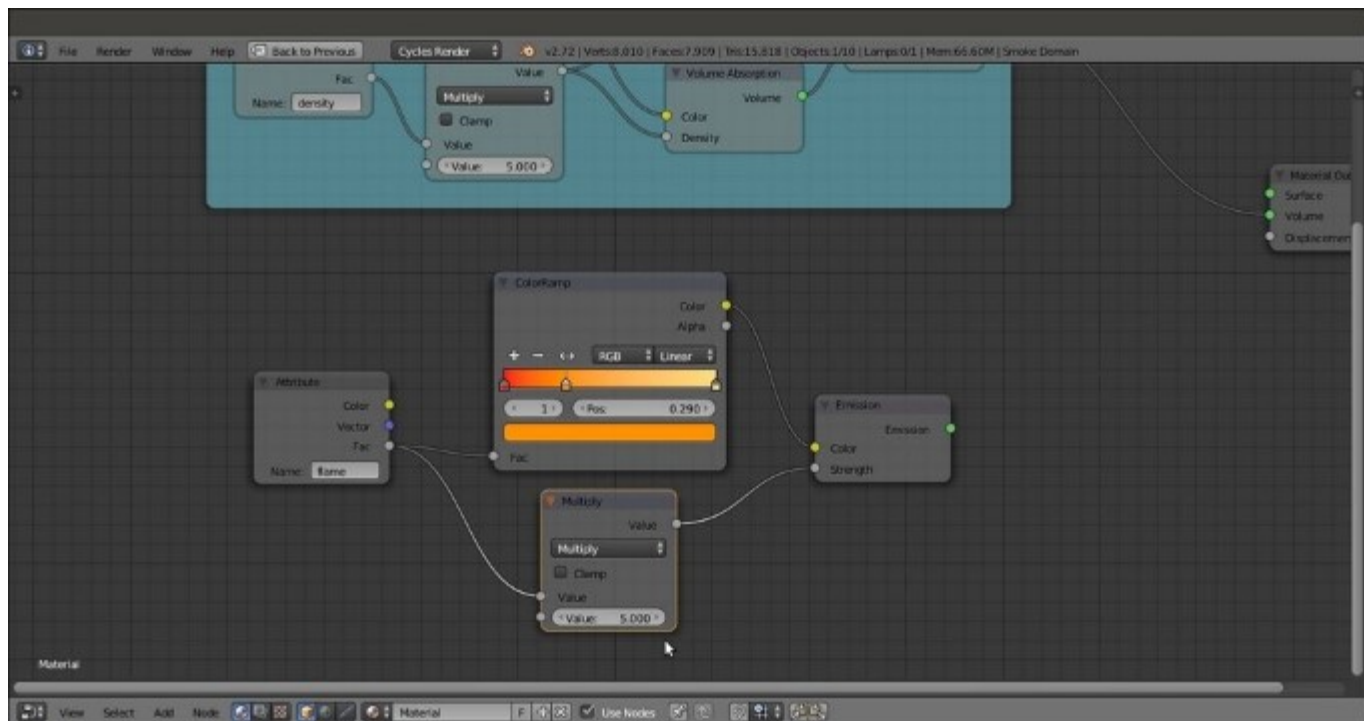 File Render Window Help Back to Previous Cycles Render v2.72 | Verts:8,010 | Faces:7,909 | Tris:15,818 | Objects:1/10 | Lamps:0/1 | Mem:66.60M | Smoke Domain
Fac
Name: density
Value
Multiply
Clamp
Value
Value: 5.000
Volume Absorption
Volume
Color
Density
Material Out
Surface
Volume
Displacemen
ColorRamp
Color
Alpha
RGB Linear
1 Pos: 0.290
Fac
Attribute
Color
Vector
Fac
Name: flame
Emission
Emission
Color
Strength
Multiply
Value
Multiply
Clamp
Value
Value: 5.000
Material
View Select Add Node Material F Use Nodes